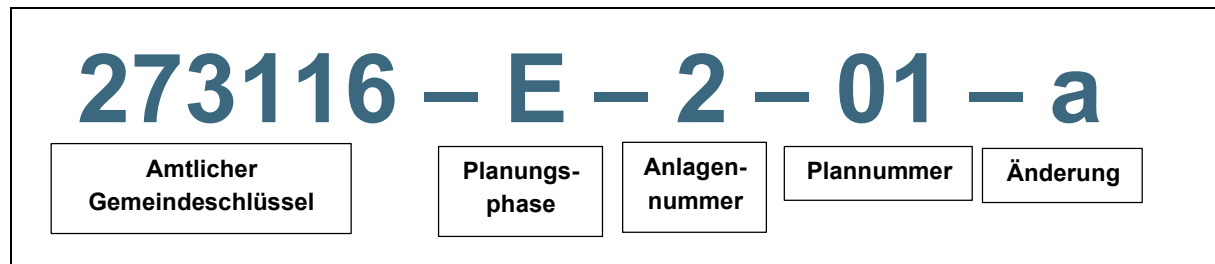 273116 – E – 2 – 01 – a
Amtlicher
Gemeindeschlüssel
Planungs-
phase
Anlagen-
nummer
Plannummer
Änderung